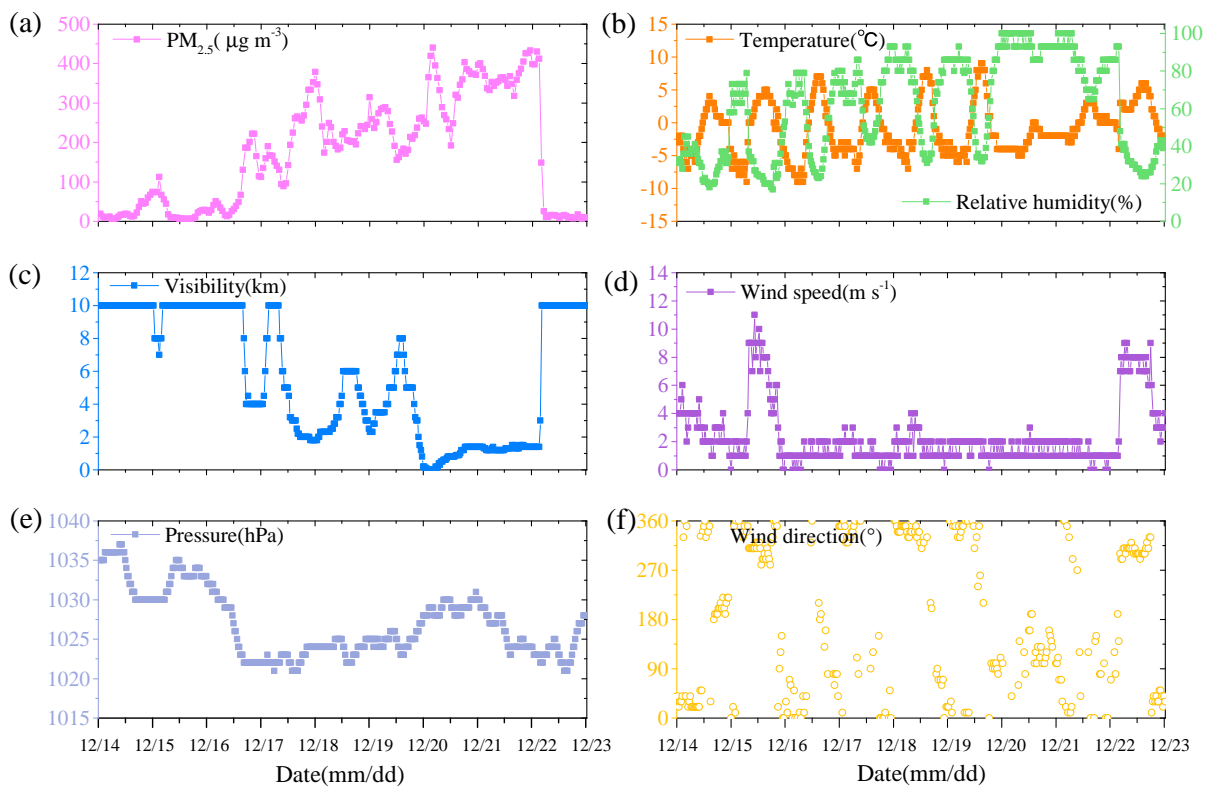 (a)
PM2.5( μg m-3)
500
400
300
200
100
0
(b)
Temperature(℃)
Relative humidity(%)
15
10
5
0
-5
-10
-15
100
80
60
40
20
0
(c)
Visibility(km)
12
10
8
6
4
2
0
(d)
Wind speed(m s-1)
14
12
10
8
6
4
2
0
(e)
Pressure(hPa)
1040
1035
1030
1025
1020
1015
12/14 12/15 12/16 12/17 12/18 12/19 12/20 12/21 12/22 12/23
Date(mm/dd)
(f)
Wind direction(°)
360
270
180
90
0
12/14 12/15 12/16 12/17 12/18 12/19 12/20 12/21 12/22 12/23
Date(mm/dd)